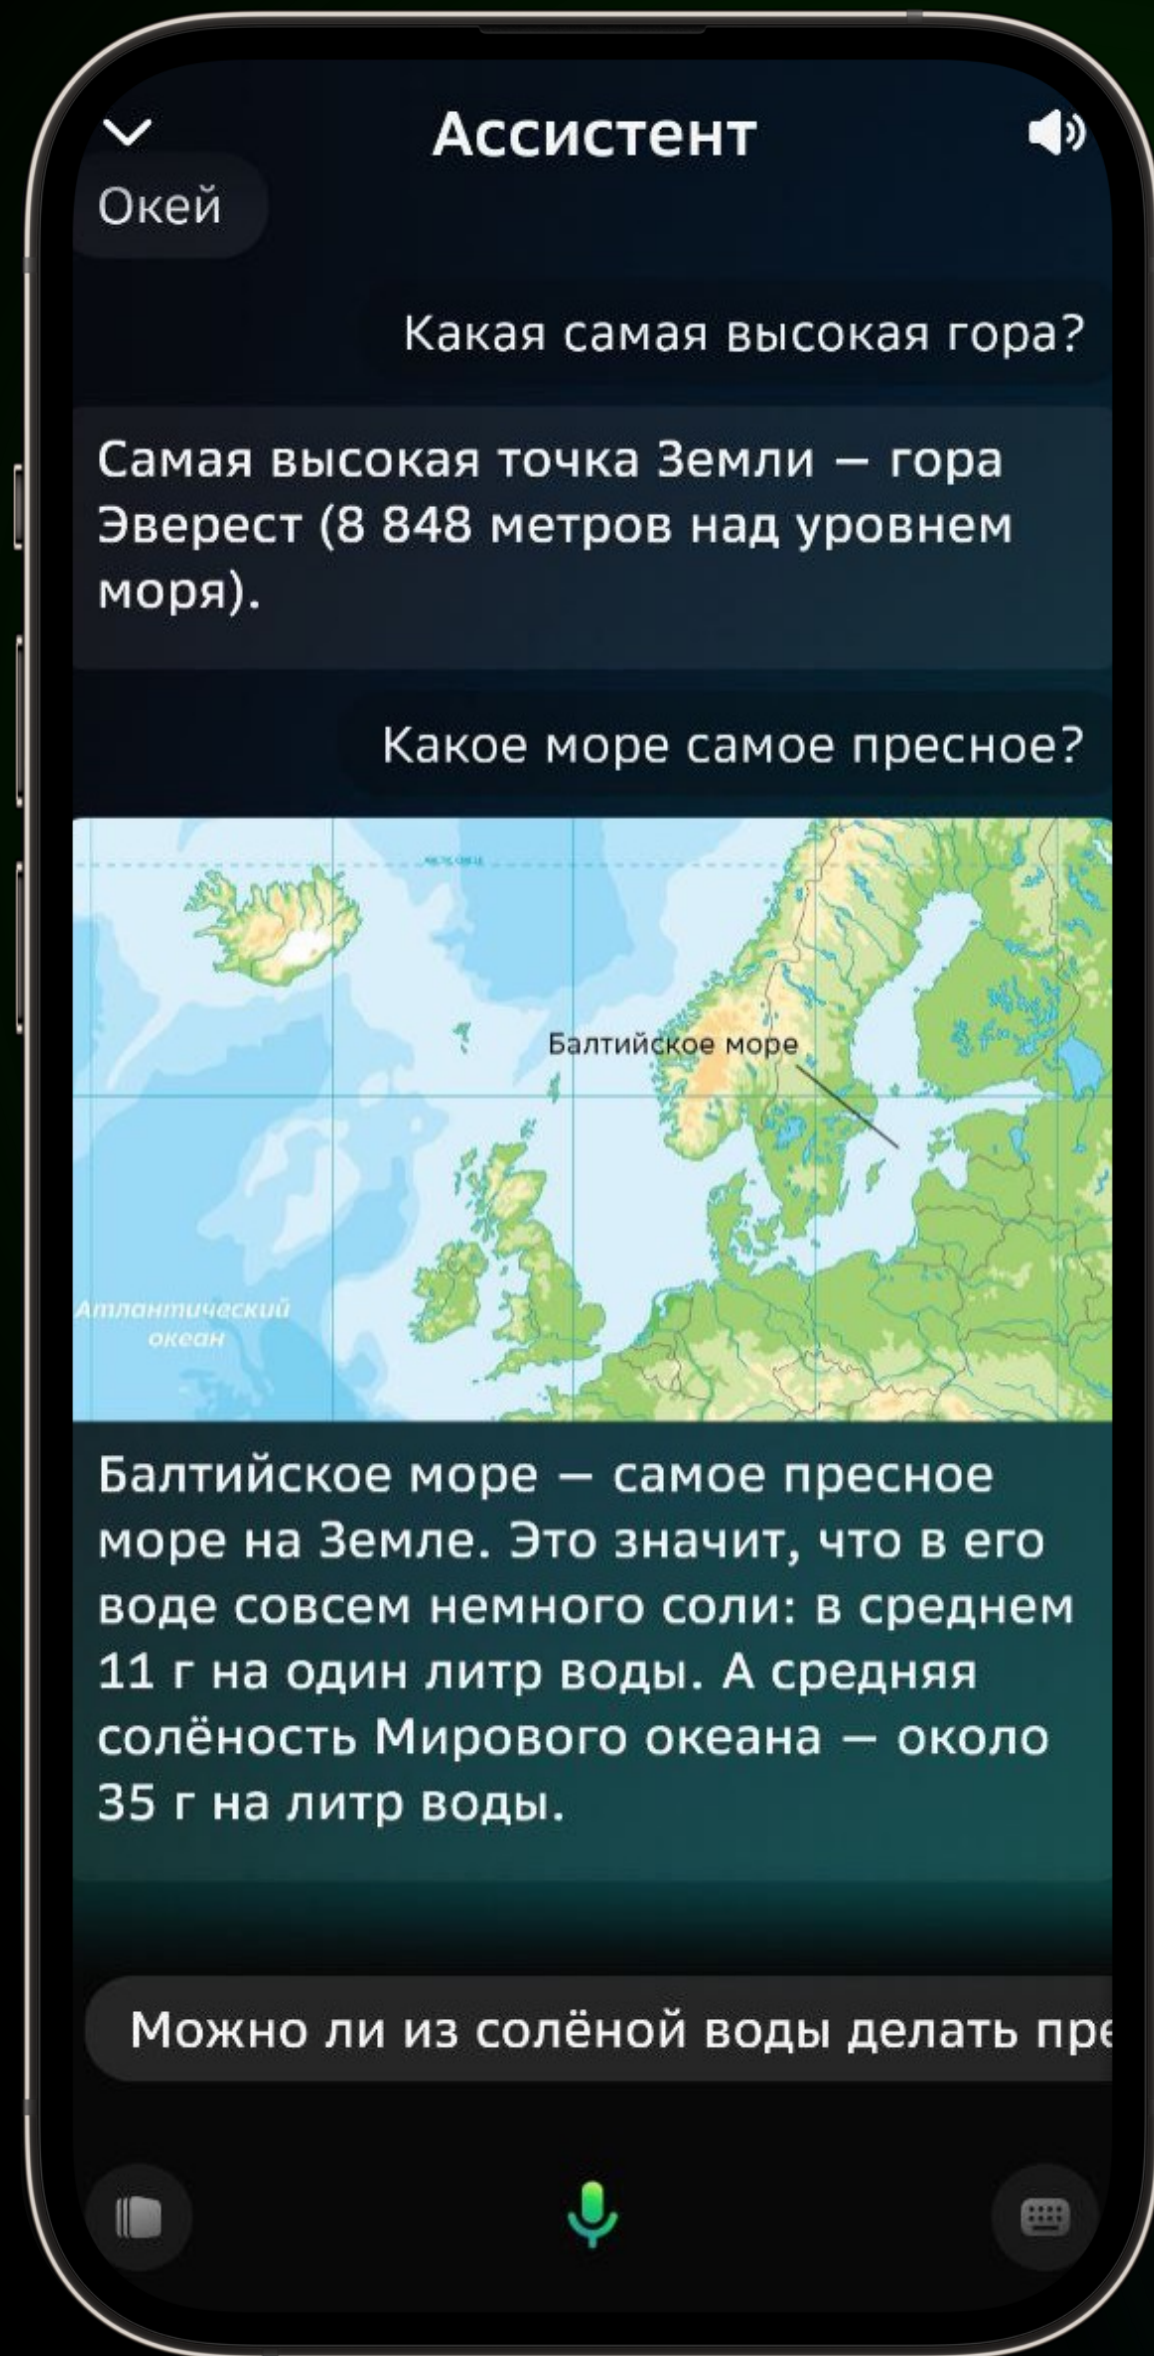 Ассистент
Окей
Какая самая высокая гора?
Самая высокая точка Земли — гора
Эверест (8 848 метров над уровнем
моря).
Какое море самое пресное?
Балтийское море
Атлантический
океан
Балтийское море — самое пресное
море на Земле. Это значит, что в его
воде совсем немного соли: в среднем
11 г на один литр воды. А средняя
солёность Мирового океана — около
35 г на литр воды.
Можно ли из солёной воды делать пре